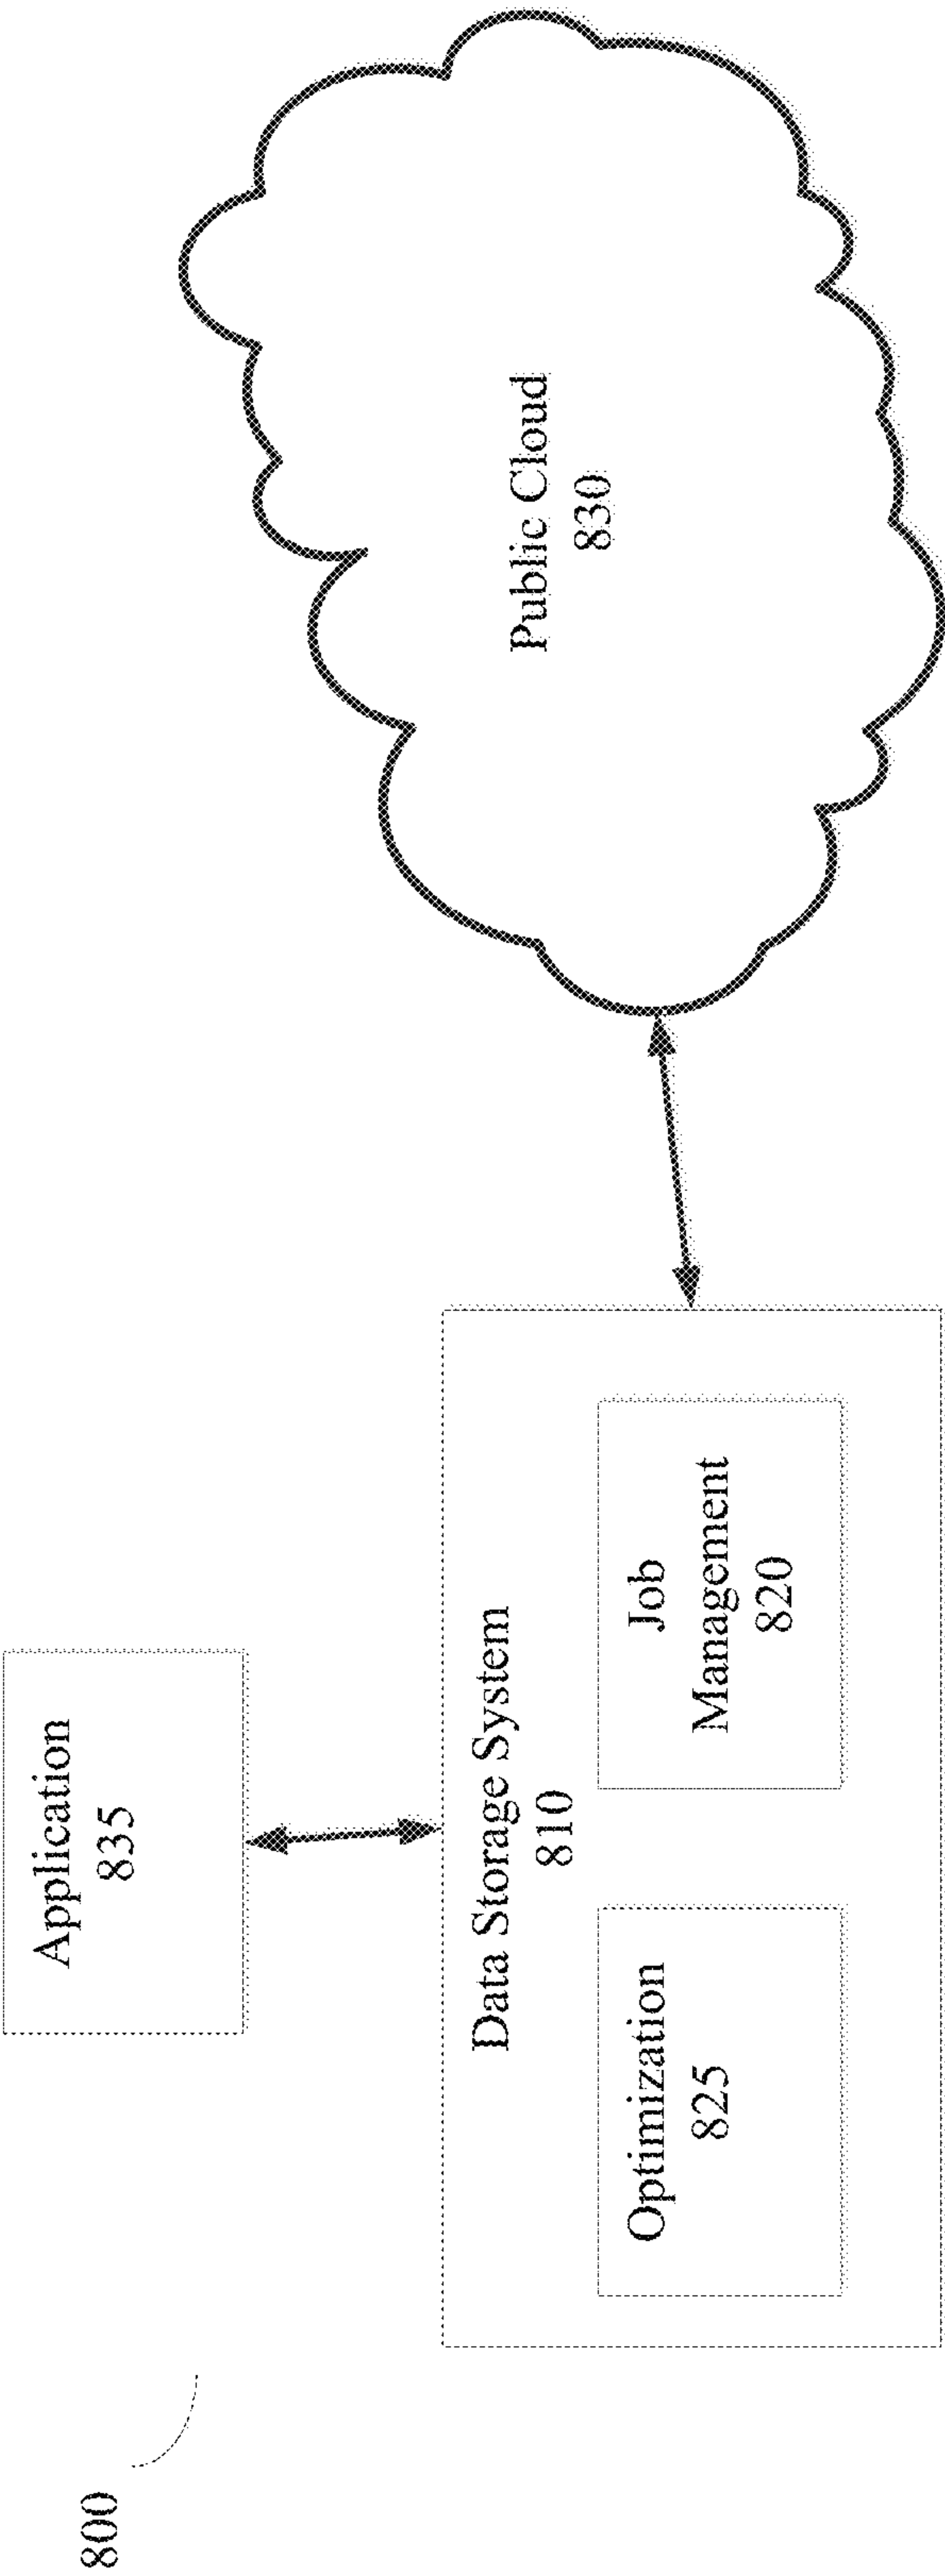 800
Application
835
Data Storage System
810
Optimization
825
Job
Management
820
Public Cloud
830